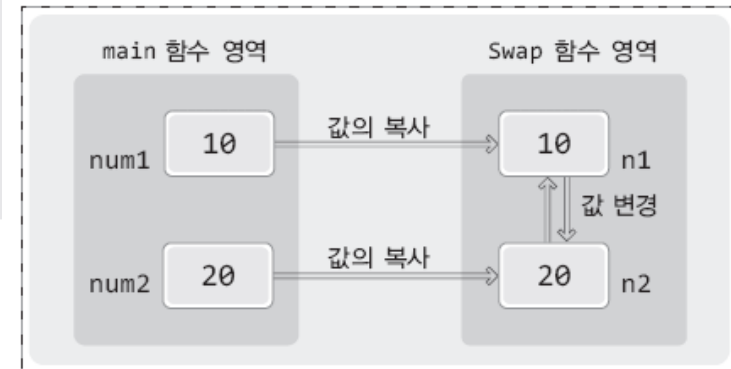 main 함수 영역
Swap 함수 영역
num1
10
값의 복사
10
n1
값 변경
num2
20
값의 복사
20
n2